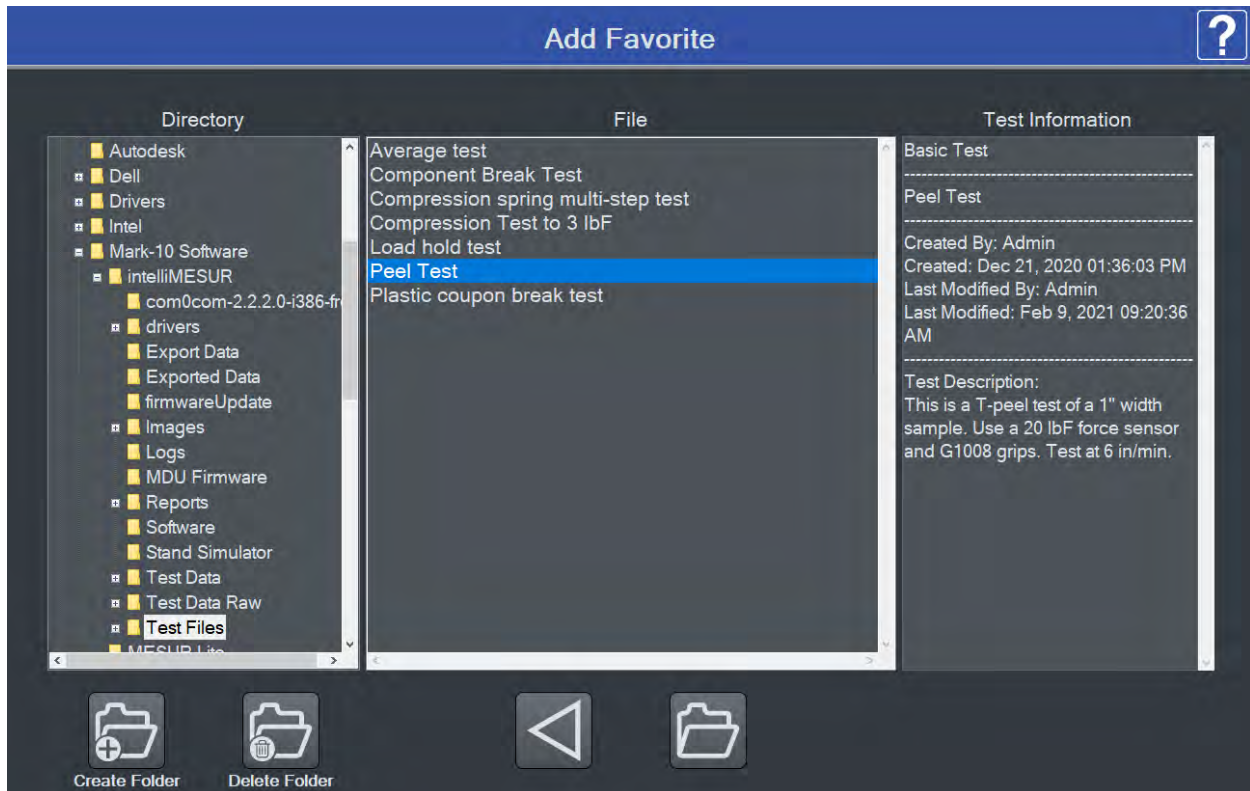 Add Favorite
?
Directory
Autodesk
Dell
Drivers
Intel
Mark-10 Software
intelliMESUR
com0com-2.2.2.0-i386-fr
drivers
Export Data
Exported Data
firmwareUpdate
Images
Logs
MDU Firmware
Reports
Software
Stand Simulator
Test Data
Test Data Raw
Test Files
MESUR Lite
File
Average test
Component Break Test
Compression spring multi-step test
Compression Test to 3 lbF
Load hold test
Peel Test
Plastic coupon break test
Test Information
Basic Test
Peel Test
Created By: Admin
Created: Dec 21, 2020 01:36:03 PM
Last Modified By: Admin
Last Modified: Feb 9, 2021 09:20:36
AM
Test Description:
This is a T-peel test of a 1" width
sample. Use a 20 lbF force sensor
and G1008 grips. Test at 6 in/min.
Create Folder
Delete Folder